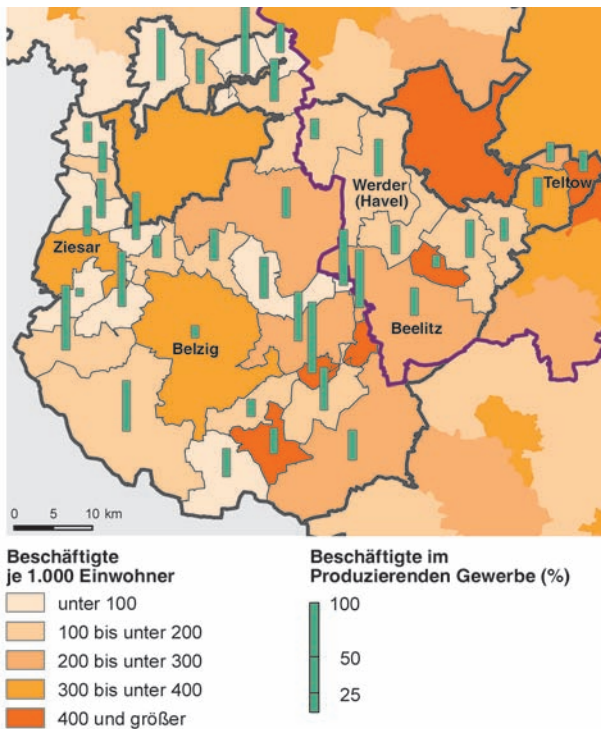 Teltow
Werder
(Havel)
Ziesar
Beelitz
Belzig
0 5 10 km
Beschäftigte
je 1.000 Einwohner
unter 100
100 bis unter 200
200 bis unter 300
300 bis unter 400
400 und größer
Beschäftigte im
Produzierenden Gewerbe (%)
100
50
25